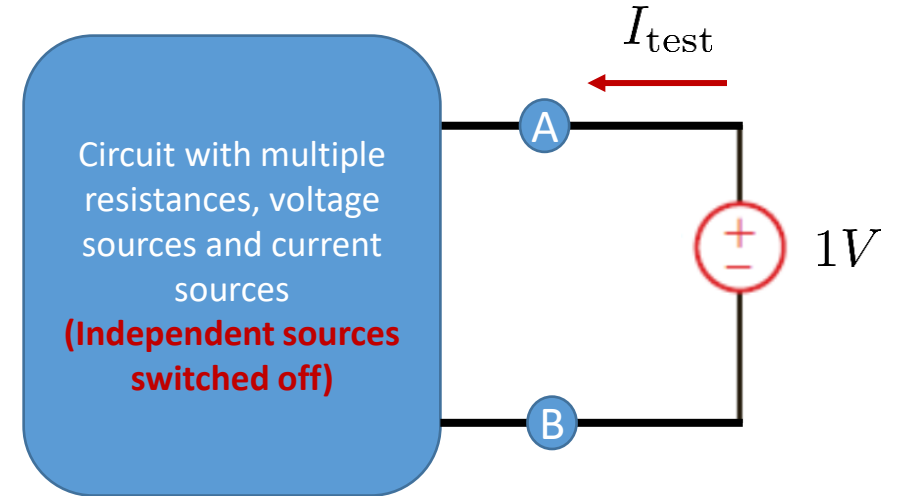 I_test
A
Circuit with multiple
resistances, voltage
sources and current
sources
(Independent sources
switched off)
+
−
1V
B